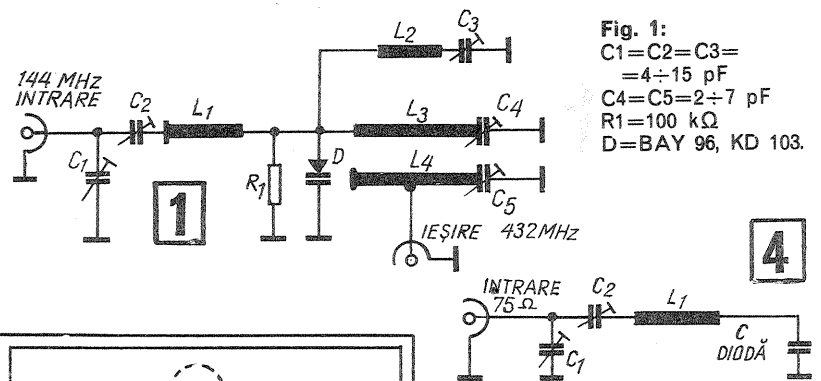 144 MHz
INTRARE
C1
C2
L1
R1
D
L2
C3
L3
C4
L4
C5
IEȘIRE 432MHz
1
Fig. 1:
C1=C2=C3=
=4÷15 pF
C4=C5=2÷7 pF
R1=100 kΩ
D=BAY 96, KD 103.
4
INTRARE
75Ω
C1
C2
L1
C
DIODĂ